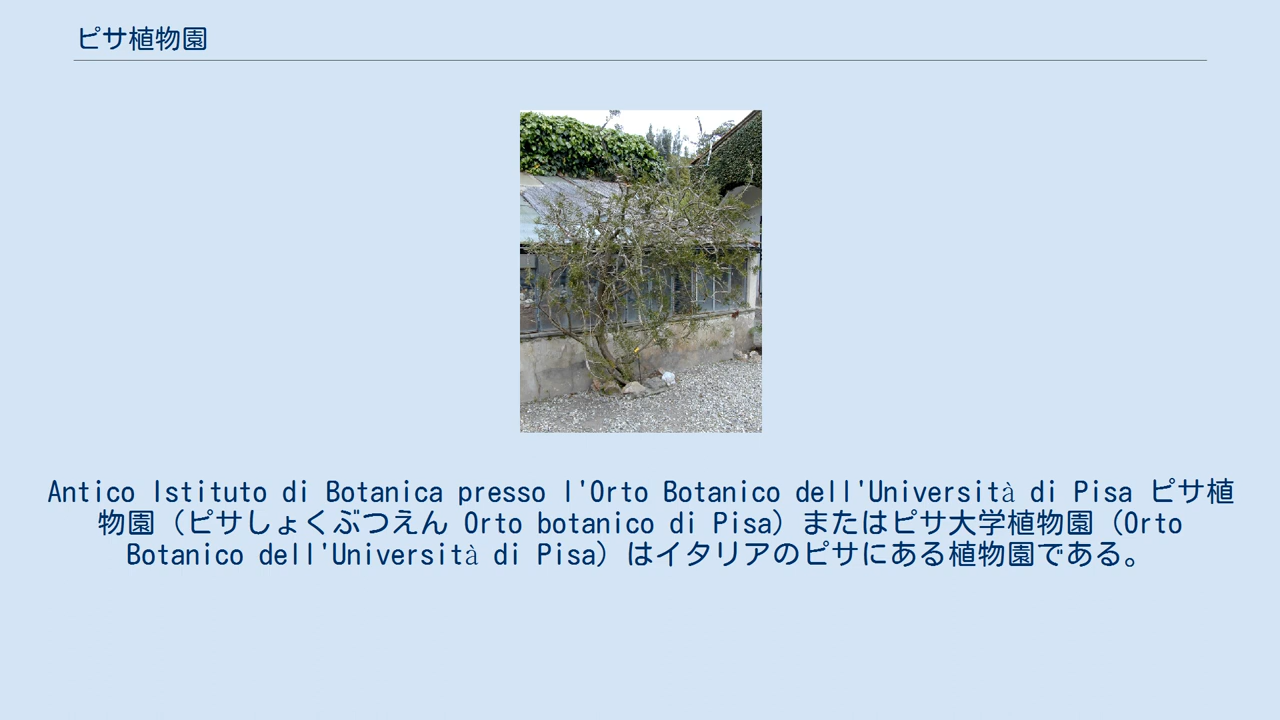 ピサ植物園
Antico Istituto di Botanica presso l'Orto Botanico dell'Università di Pisa ピサ植
物園（ピサしょくぶつえん Orto botanico di Pisa）またはピサ大学植物園（Orto
Botanico dell'Università di Pisa）はイタリアのピサにある植物園である。